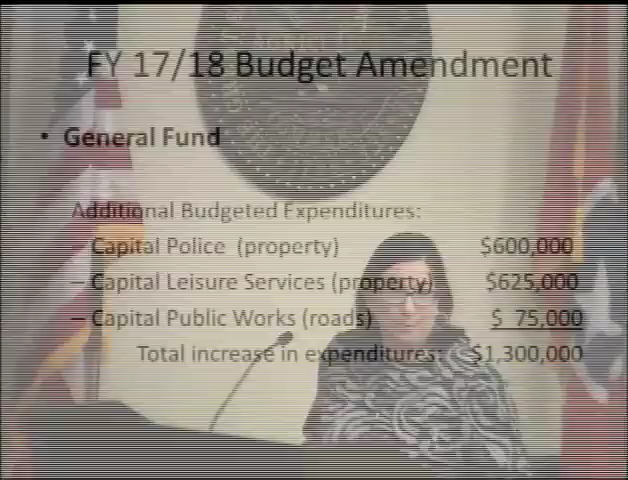 FY 17/18 Budget Amendment
• General Fund
Additional Budgeted Expenditures:
– Capital Police (property) $600,000
– Capital Leisure Services (property) $625,000
– Capital Public Works (roads) $ 75,000
Total increase in expenditures: $1,300,000